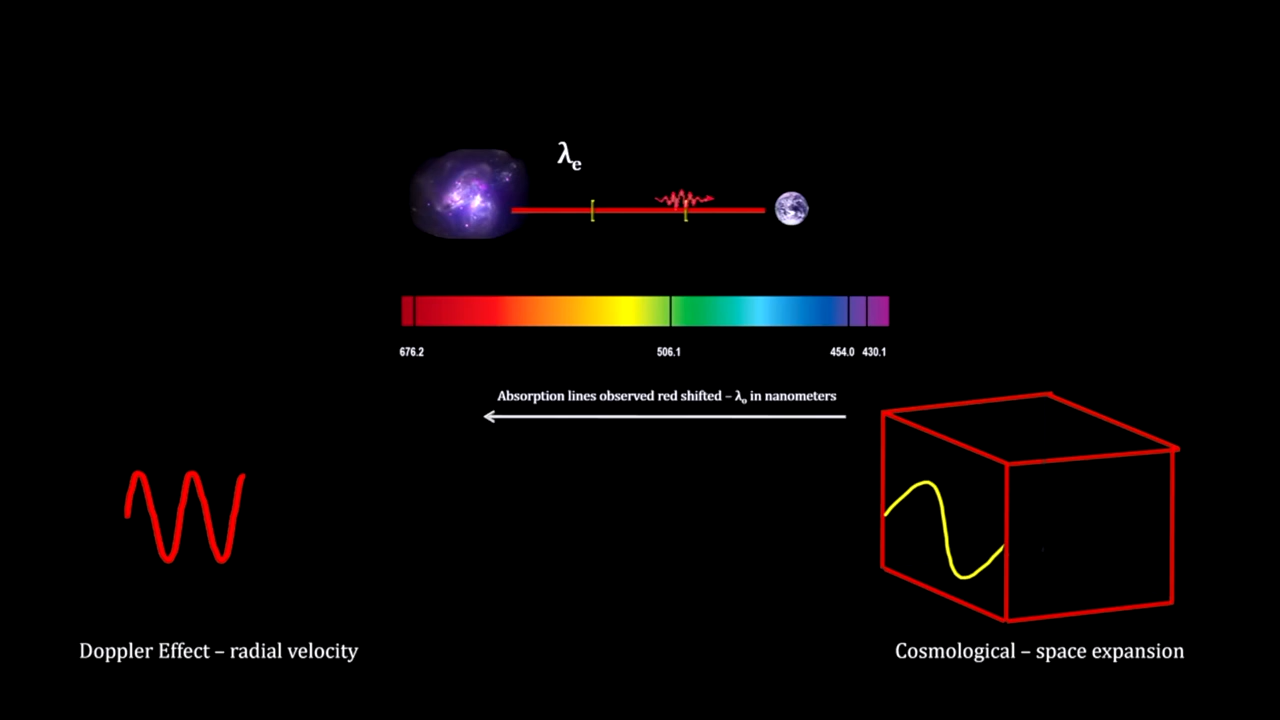 λe
676.2 506.1 454.0 430.1
Absorption lines observed red shifted – λo in nanometers
Doppler Effect – radial velocity
Cosmological – space expansion